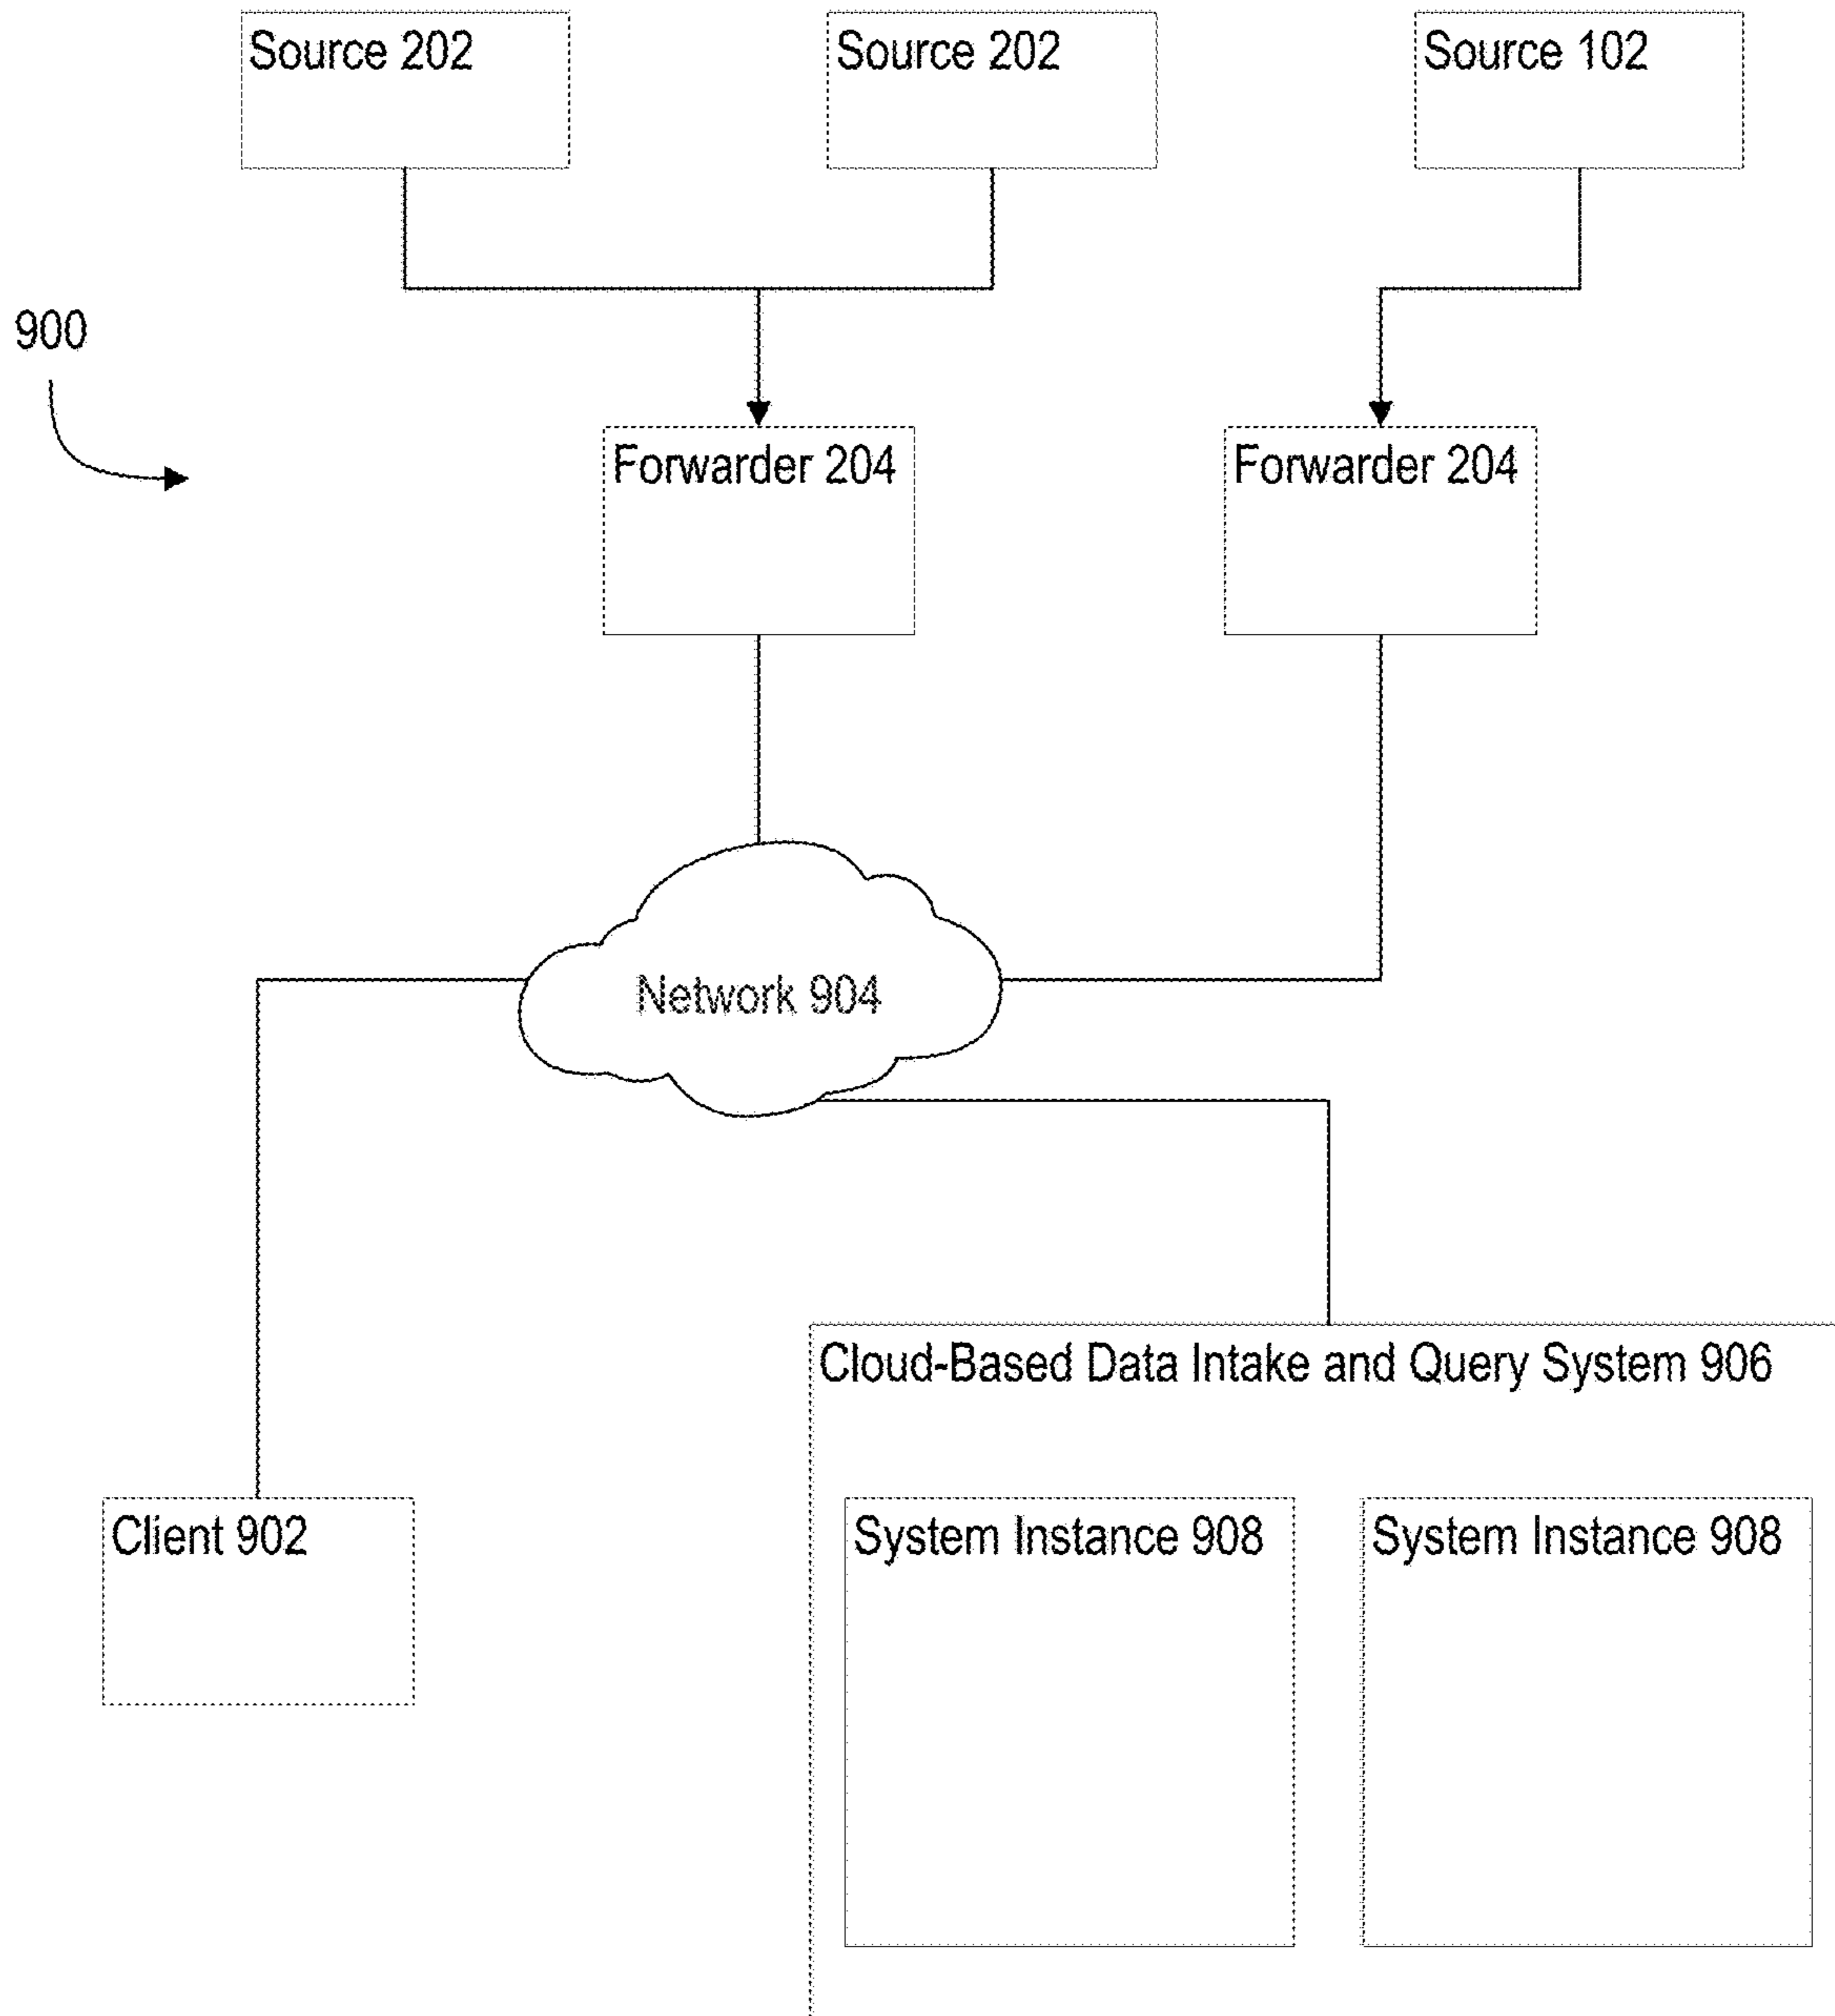 Source 202
Source 202
Source 102
900
Forwarder 204
Forwarder 204
Network 904
Cloud-Based Data Intake and Query System 906
Client 902
System Instance 908
System Instance 908